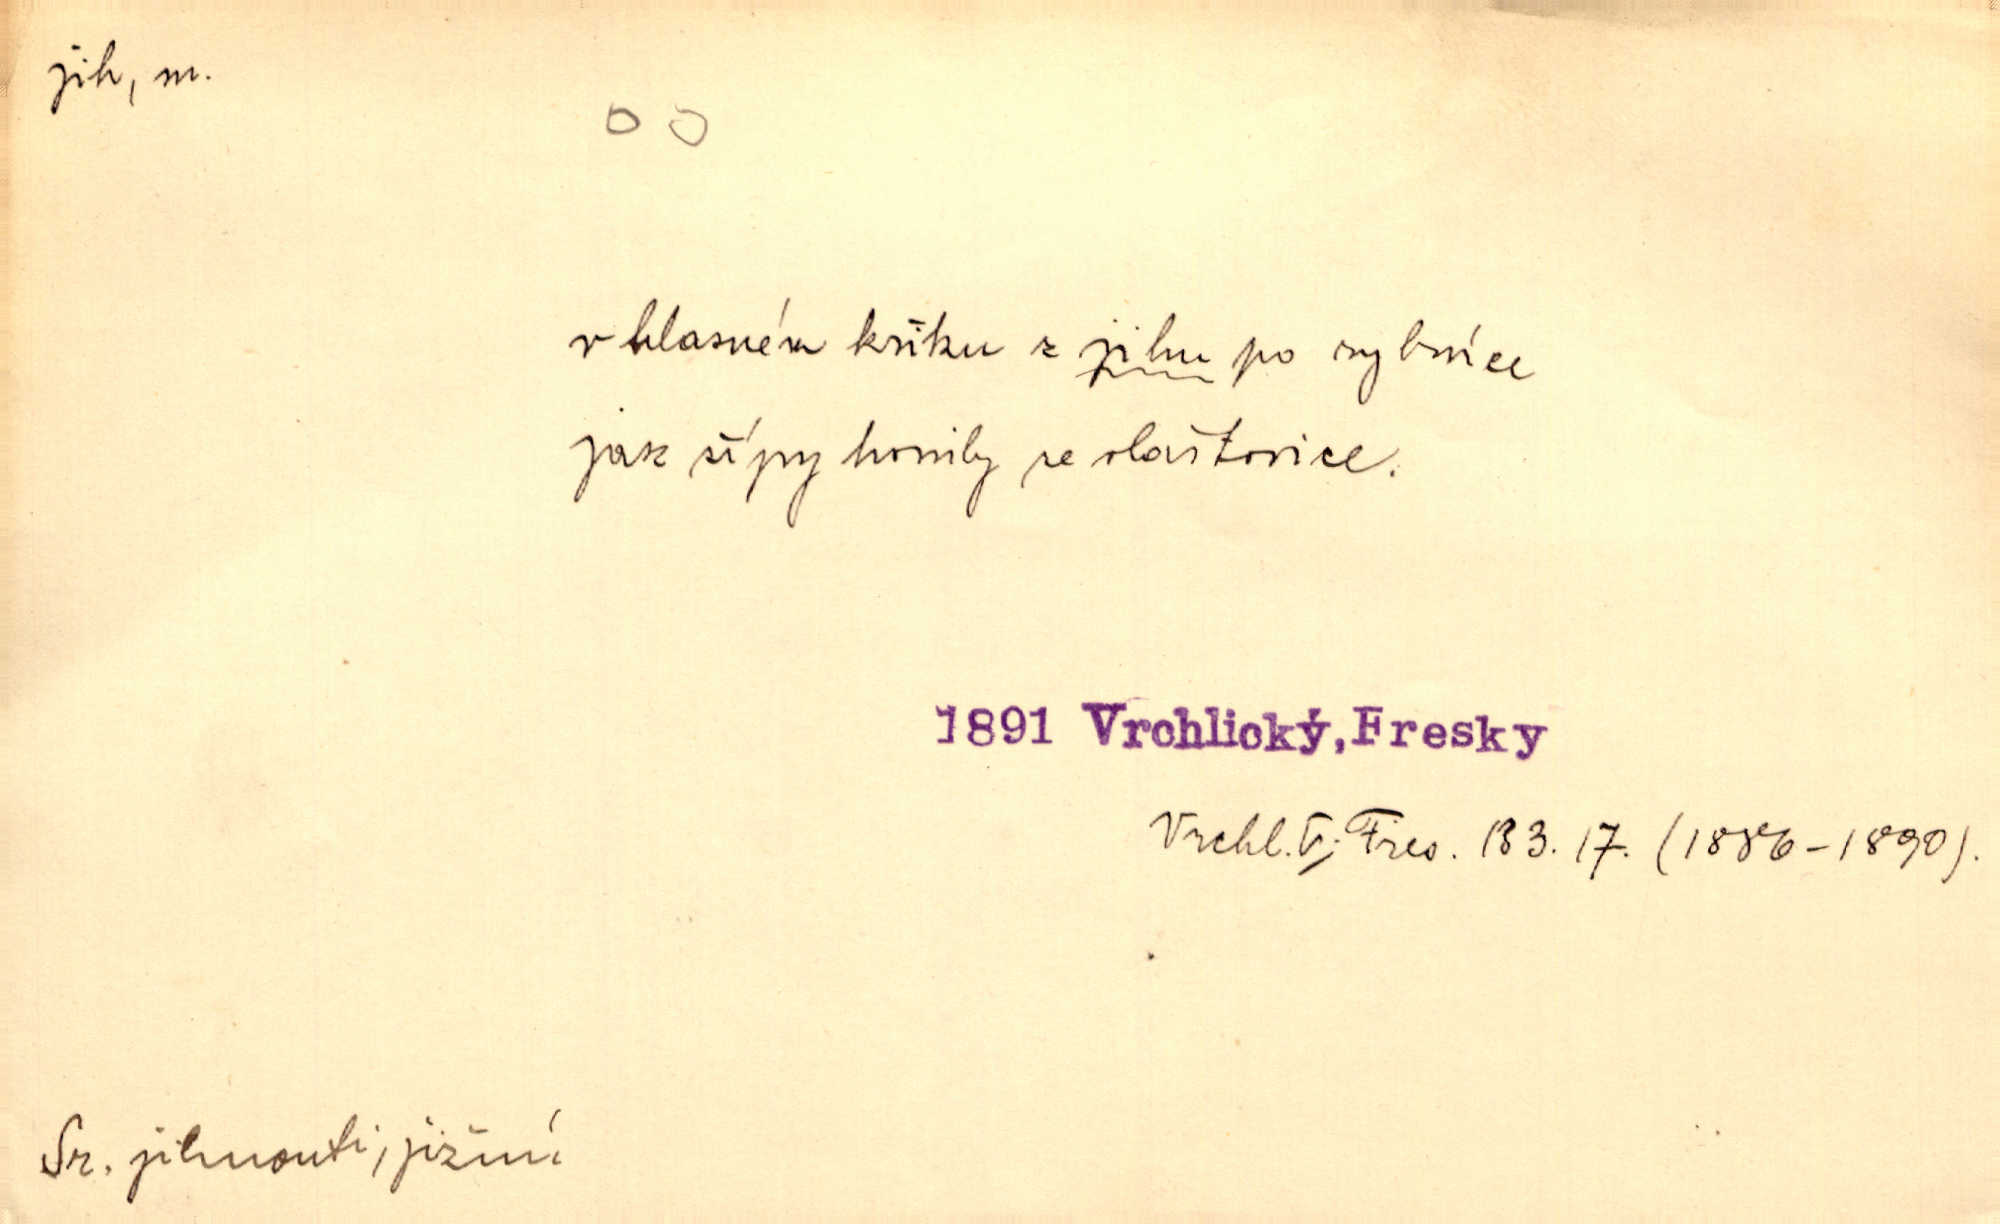 jih, m.
v hlasném křiku z jihu po rybníce
jak šípy honily se vlaštovice.
1891 Vrchlický, Fresky
Vrchl. V, Fres. 133. 17. (1886-1890).
Sr. jihnouti, jižní